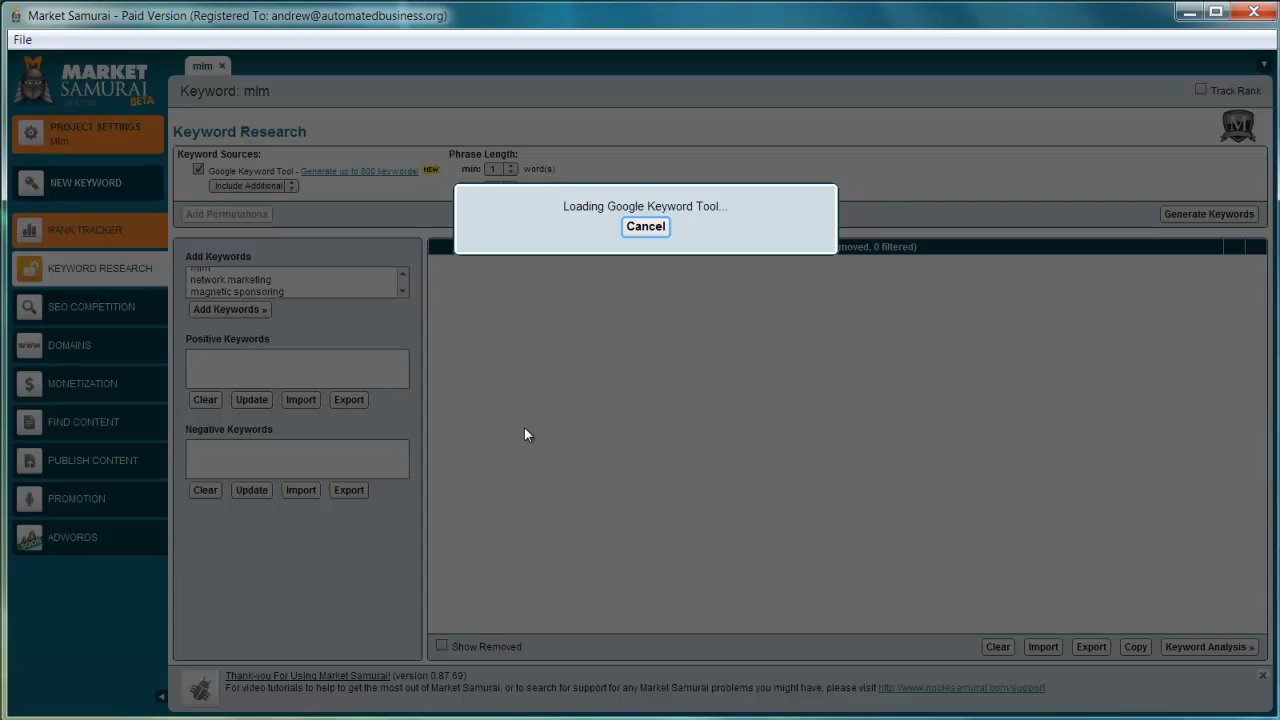 Market Samurai - Paid Version (Registered To: andrew@automatedbusiness.org)
File
MARKET
SAMURAI
BETA
mlm
Keyword: mlm
Track Rank
PROJECT SETTINGS
Mlm
NEW KEYWORD
RANK TRACKER
KEYWORD RESEARCH
SEO COMPETITION
www
DOMAINS
$
MONETIZATION
FIND CONTENT
PUBLISH CONTENT
PROMOTION
ADWORDS
Keyword Research
M
Keyword Sources:
Google Keyword Tool - Generate up to 800 keywords! NEW
Include Additional
Phrase Length:
min: 1 word(s)
Add Permutations
Generate Keywords
Loading Google Keyword Tool...
Cancel
moved, 0 filtered)
Add Keywords
mlm
network marketing
magnetic sponsoring
Add Keywords »
Positive Keywords
Clear Update Import Export
Negative Keywords
Clear Update Import Export
Show Removed
Clear Import Export Copy Keyword Analysis »
Thank-you For Using Market Samurai! (version 0.87.69)
For video tutorials to help to get the most out of Market Samurai, or to search for support for any Market Samurai problems you might have, please visit http://www.noblesamurai.com/support